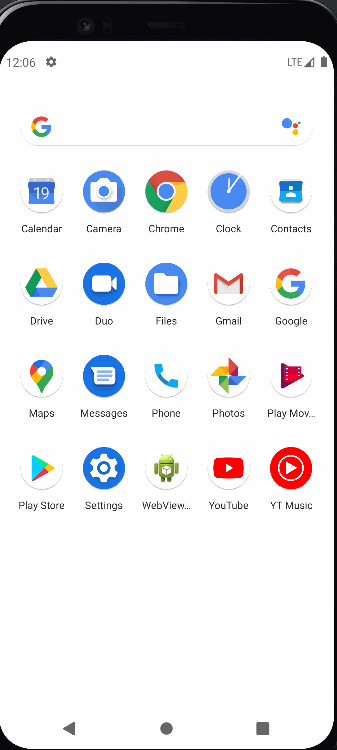 12:06 LTE
19
Calendar Camera Chrome Clock Contacts
Drive Duo Files Gmail Google
Maps Messages Phone Photos Play Mov...
Play Store Settings WebView... YouTube YT Music